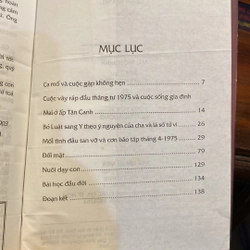 MỤC LỤC
Ca mổ và cuộc gặp không hẹn 7
Cuộc vây ráp đầu tháng tư 1975 và cuộc sống gia đình
Mai ở ấp Tân Canh 14
Bỏ Luật sang Y theo ý nguyện của cha và lá số tử vi 26
Mối tình đầu tan vỡ và cơn bão táp tháng 4-1975 29
Đối mặt 79
Nuôi dạy con 129
Bài học đầu đời 134
Đoạn kết 138